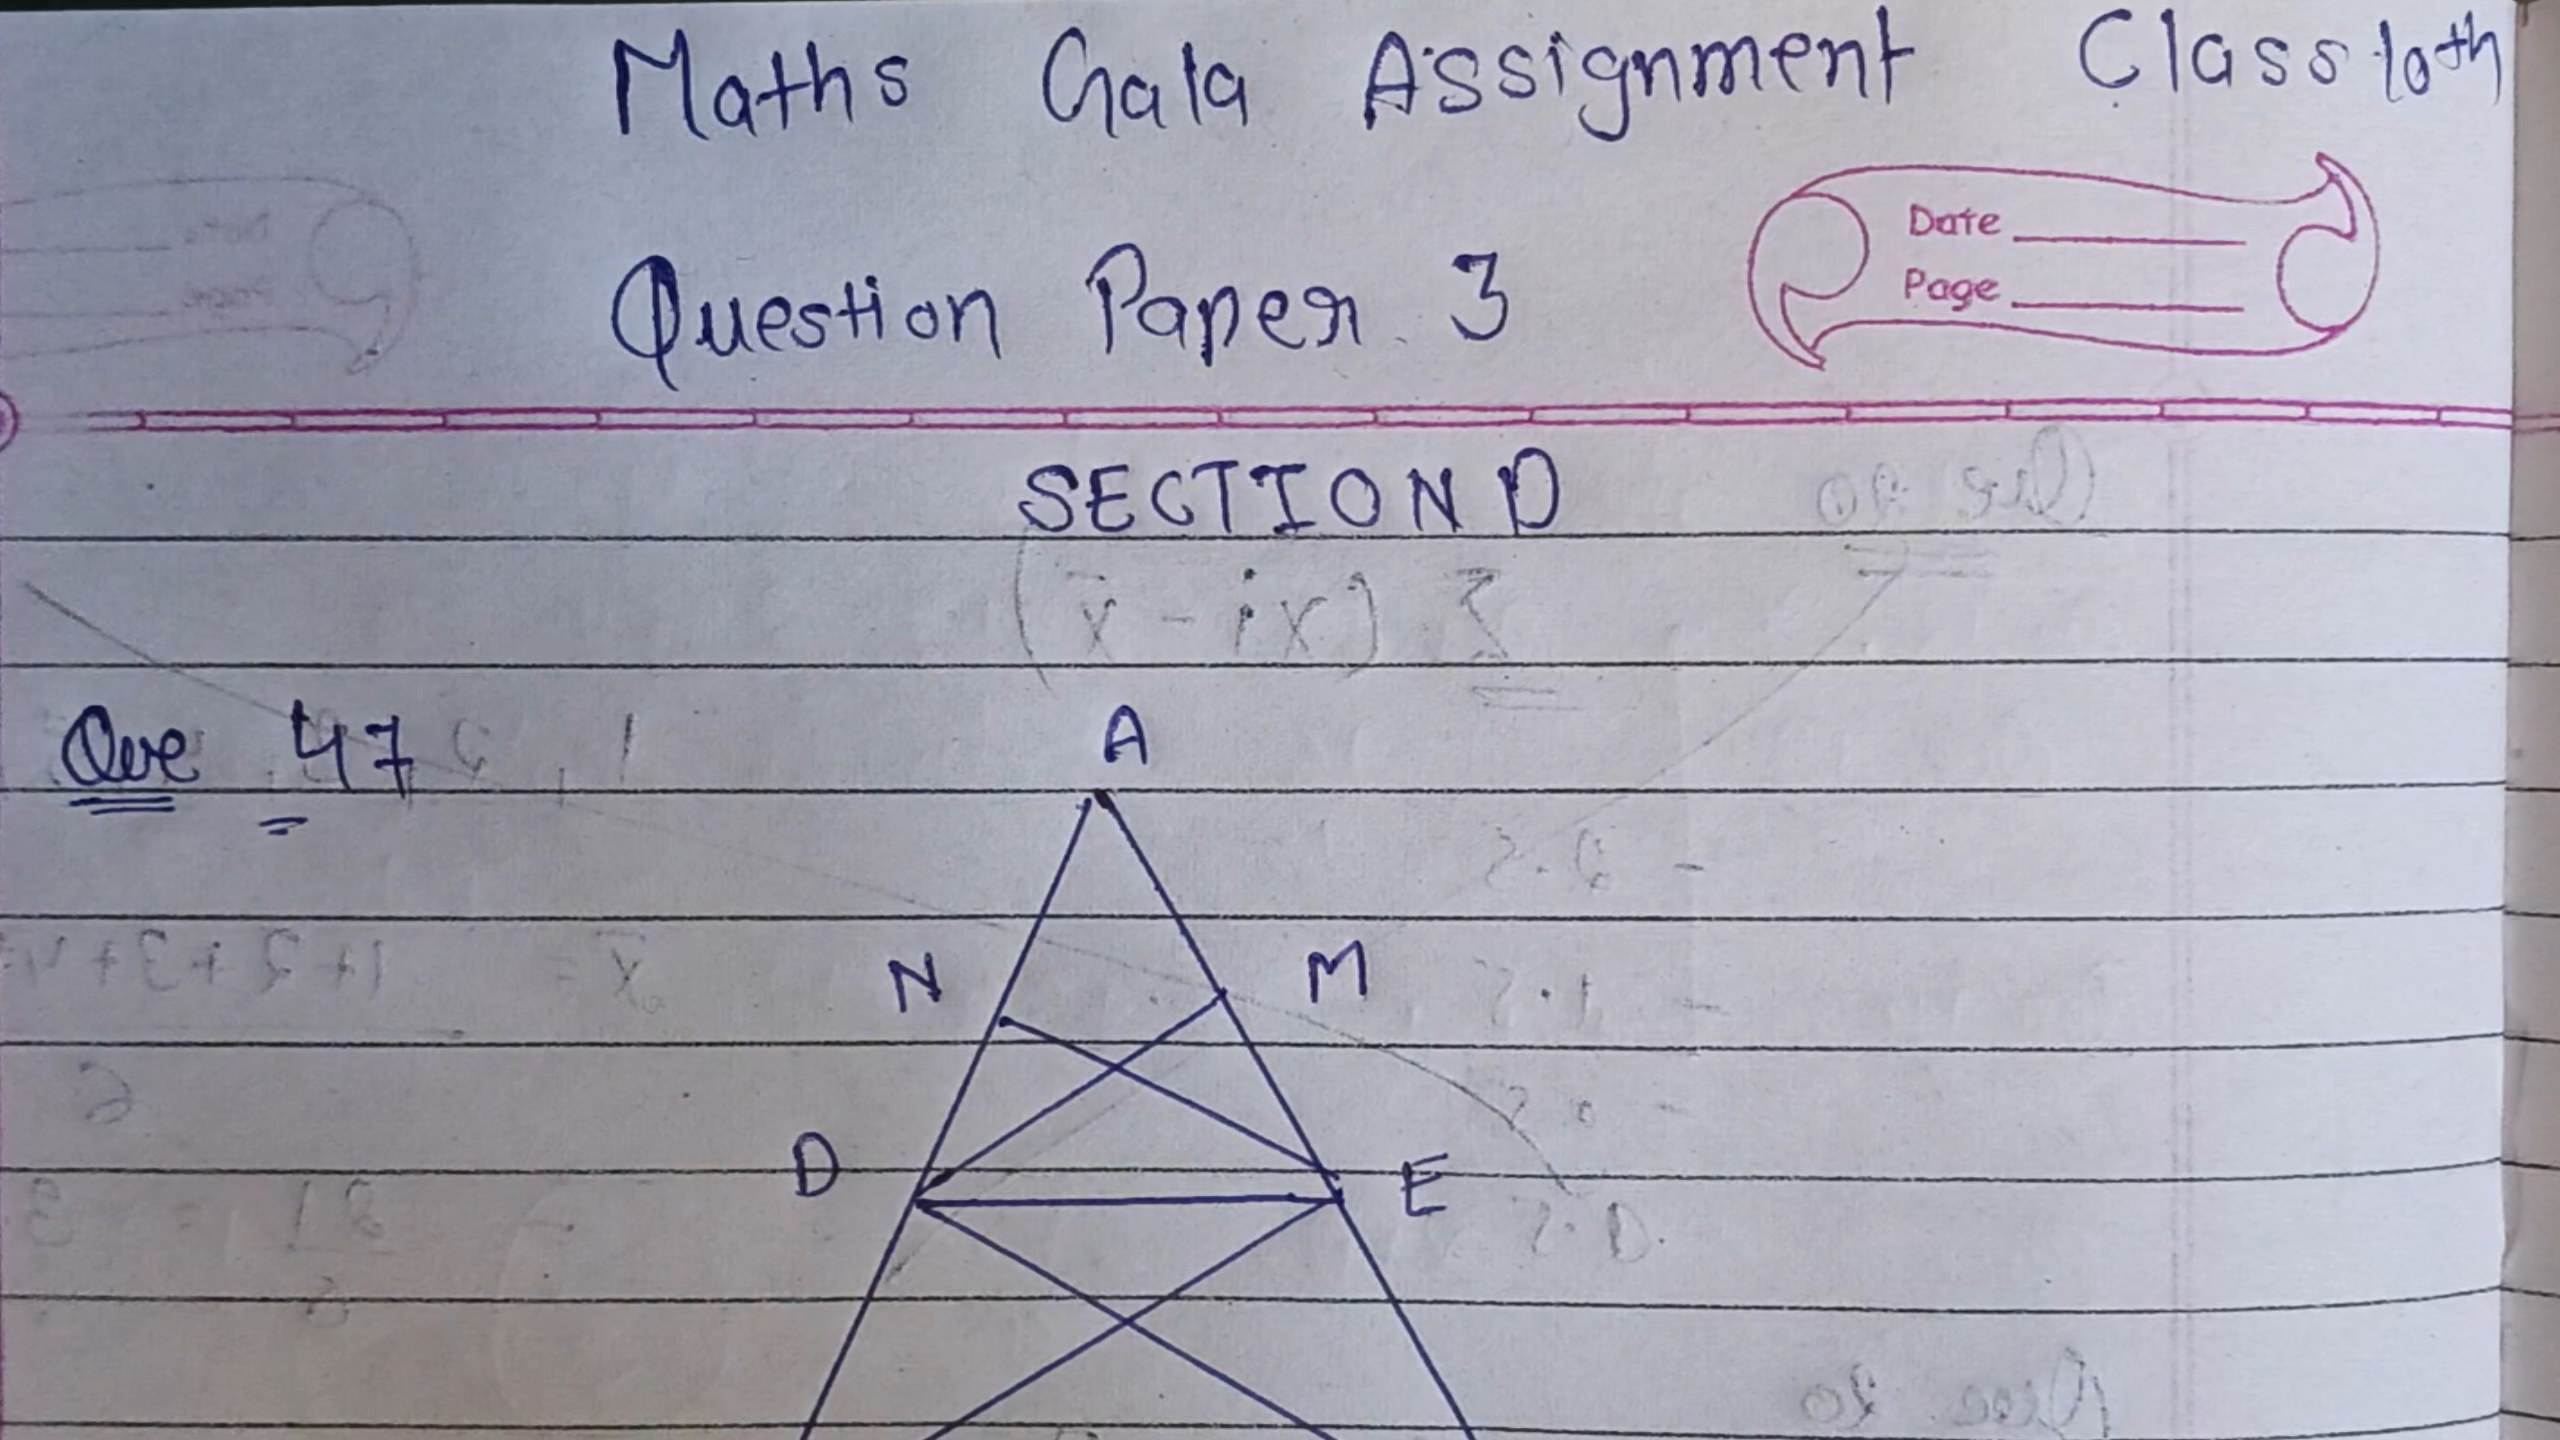 Maths Gala Assignment Class 10th
Date
Page
Question Paper 3
SECTION D
Que 47
A
N M
D E